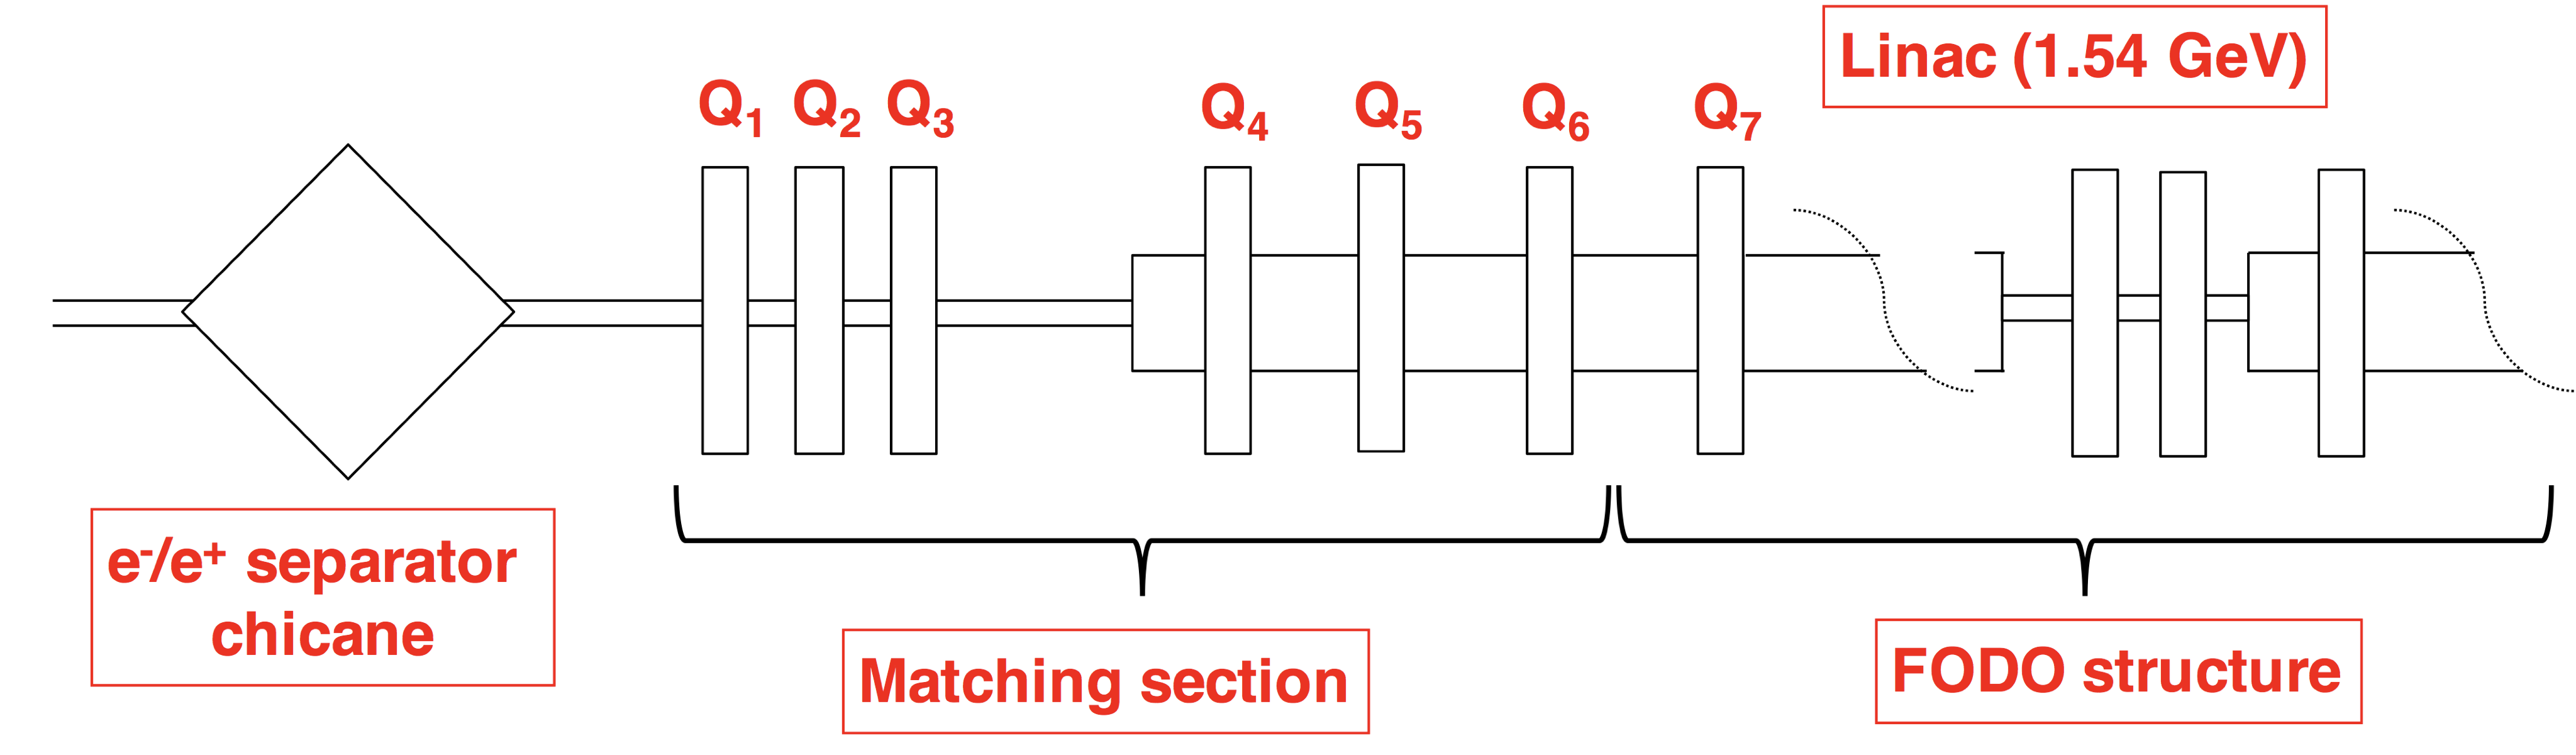 Linac (1.54 GeV)
Q₁ Q₂ Q₃ Q₄ Q₅ Q₆ Q₇
e⁻/e⁺ separator
chicane
Matching section
FODO structure